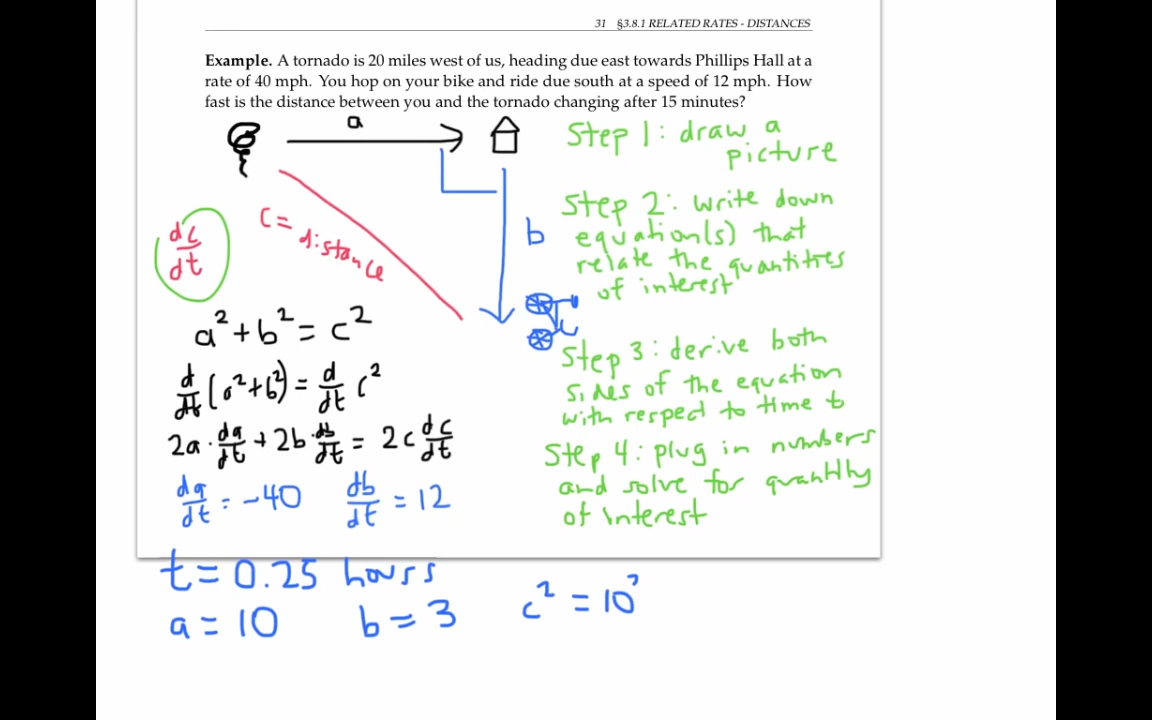 31 §3.8.1 RELATED RATES - DISTANCES
Example. A tornado is 20 miles west of us, heading due east towards Phillips Hall at a
rate of 40 mph. You hop on your bike and ride due south at a speed of 12 mph. How
fast is the distance between you and the tornado changing after 15 minutes?
a
Step 1: draw a
picture
Step 2: write down
equation(s) that
relate the quantities
of interest
b
c =
distance
dc/dt
a² + b² = c²
d/dt (a² + b²) = d/dt c²
2a · da/dt + 2b · db/dt = 2c dc/dt
Step 3: derive both
sides of the equation
with respect to time t
Step 4: plug in numbers
and solve for quantity
of interest
da/dt = -40 db/dt = 12
t = 0.25 hours
a = 10 b = 3 c² = 10²